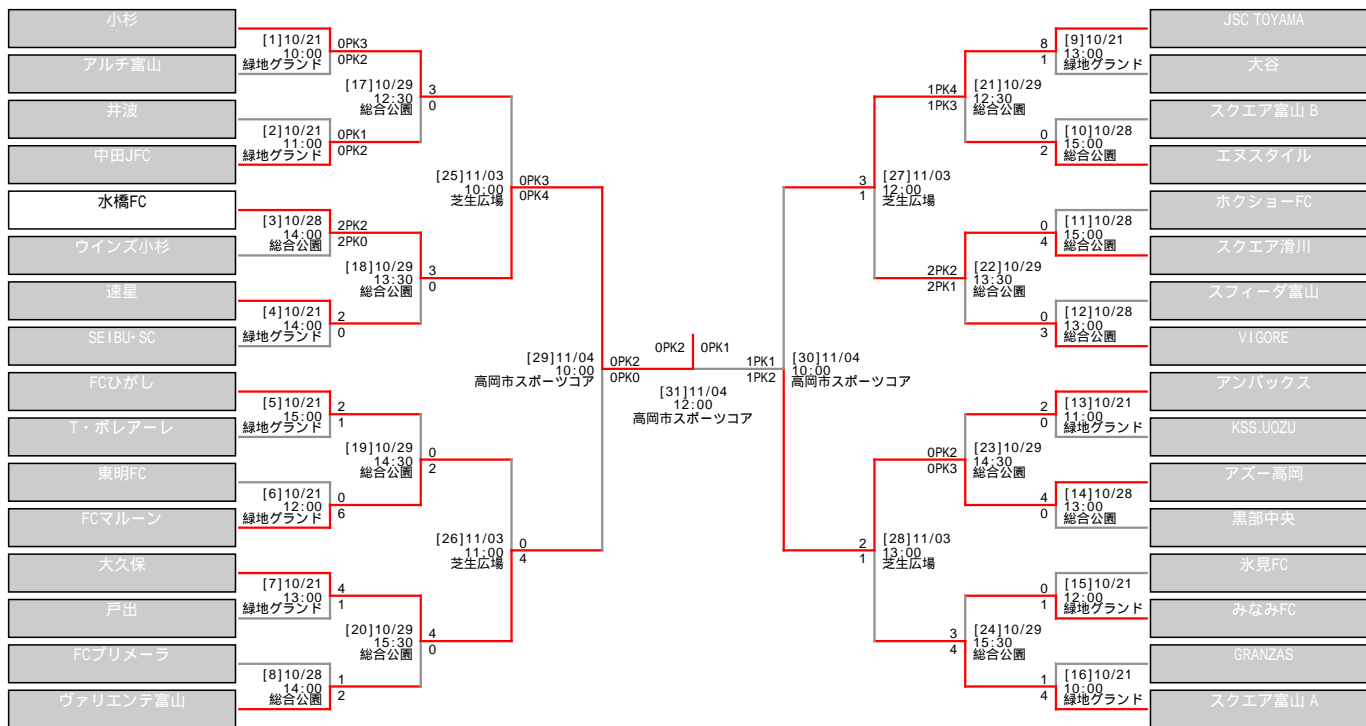 小杉
アルチ富山
井波
中田JFC
水橋FC
ウインズ小杉
速星
SEIBU・SC
FCひがし
T・ボレアーレ
東明FC
FCマルーン
大久保
戸出
FCプリメーラ
ヴァリエンテ富山
[1]10/21
10:00
緑地グランド
0PK3
0PK2
[2]10/21
11:00
緑地グランド
0PK1
0PK2
[3]10/28
14:00
総合公園
2PK2
2PK0
[4]10/21
14:00
緑地グランド
2
0
[5]10/21
15:00
緑地グランド
2
1
[6]10/21
12:00
緑地グランド
0
6
[7]10/21
13:00
緑地グランド
4
1
[8]10/28
14:00
総合公園
1
2
[17]10/29
12:30
総合公園
3
0
[18]10/29
13:30
総合公園
3
0
[19]10/29
14:30
総合公園
0
2
[20]10/29
15:30
総合公園
4
0
[25]11/03
10:00
芝生広場
0PK3
0PK4
[26]11/03
11:00
芝生広場
0
4
[29]11/04
10:00
高岡市スポーツコア
0PK2
0PK0
0PK2
0PK1
[31]11/04
12:00
高岡市スポーツコア
1PK1
1PK2
[30]11/04
10:00
高岡市スポーツコア
3
1
[27]11/03
12:00
芝生広場
2
1
[28]11/03
13:00
芝生広場
1PK4
1PK3
[21]10/29
12:30
総合公園
2PK2
2PK1
[22]10/29
13:30
総合公園
0PK2
0PK3
[23]10/29
14:30
総合公園
3
4
[24]10/29
15:30
総合公園
8
1
[9]10/21
13:00
緑地グランド
0
2
[10]10/28
15:00
総合公園
0
4
[11]10/28
15:00
総合公園
0
3
[12]10/28
13:00
総合公園
2
0
[13]10/21
11:00
緑地グランド
4
0
[14]10/28
13:00
総合公園
0
1
[15]10/21
12:00
緑地グランド
1
4
[16]10/21
10:00
緑地グランド
JSC TOYAMA
大谷
スクエア富山 B
エヌスタイル
ホクショーFC
スクエア滑川
スフィーダ富山
VIGORE
アンバックス
KSS.UOZU
アズー高岡
黒部中央
氷見FC
みなみFC
GRANZAS
スクエア富山 A